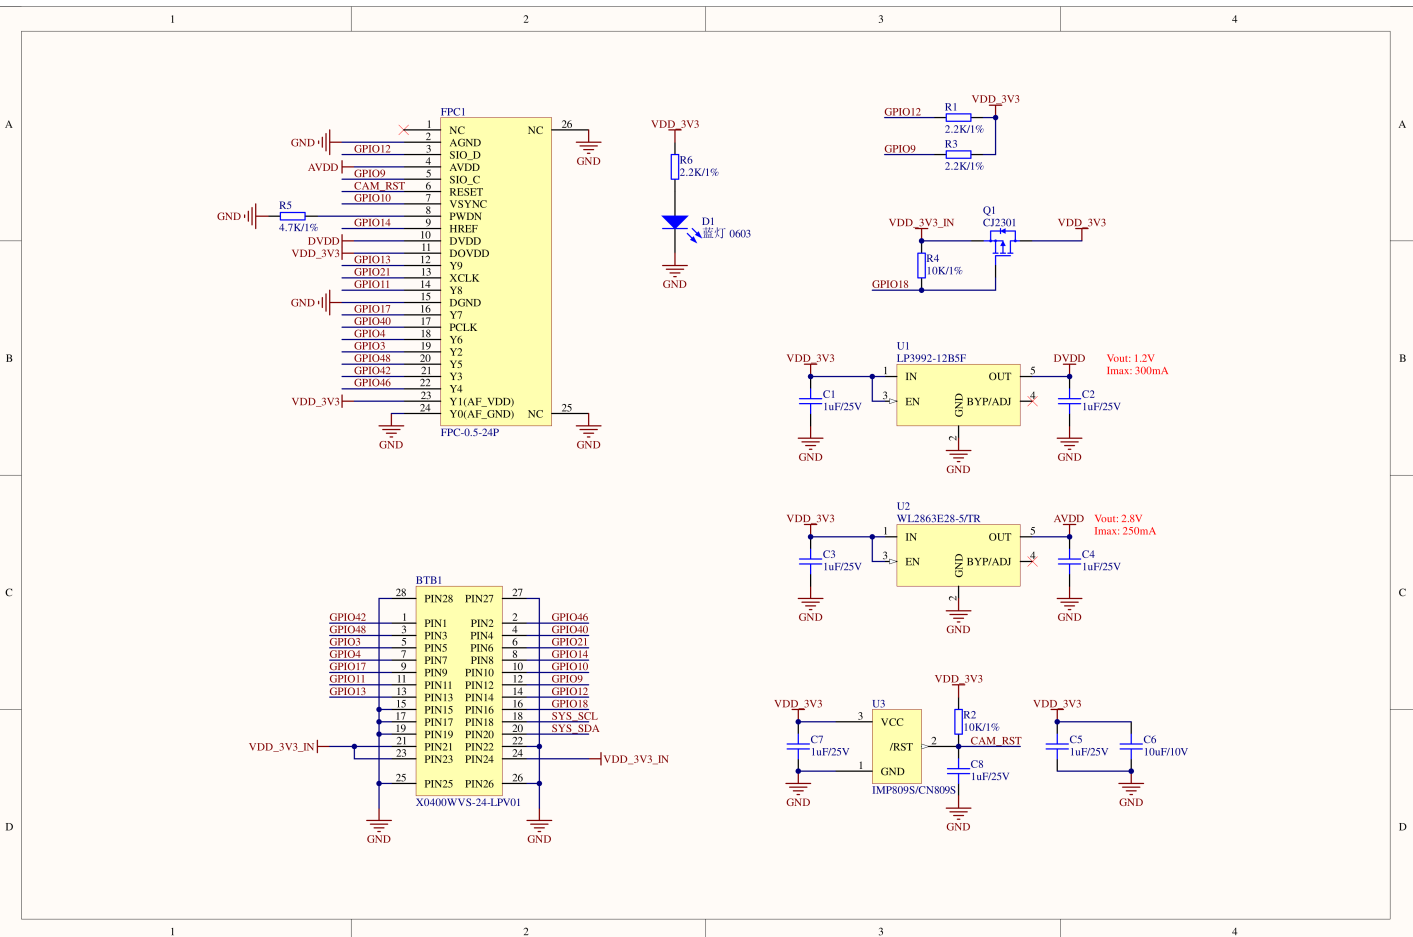 1 2 3 4
A A
B B
C C
D D
1 2 3 4
FPC1
1 NC NC 26
GND 2 AGND GND
GPIO12 3 SIO_D
AVDD 4 AVDD
GPIO9 5 SIO_C
CAM_RST 6 RESET
GPIO10 7 VSYNC
GND R5 8 PWDN
4.7K/1% GPIO14 9 HREF
DVDD 10 DVDD
VDD_3V3 11 DOVDD
GPIO13 12 Y9
GPIO21 13 XCLK
GPIO11 14 Y8
GND 15 DGND
GPIO17 16 Y7
GPIO40 17 PCLK
GPIO4 18 Y6
GPIO3 19 Y2
GPIO48 20 Y5
GPIO42 21 Y3
GPIO46 22 Y4
VDD_3V3 23 Y1(AF_VDD)
24 Y0(AF_GND) NC 25
GND FPC-0.5-24P GND
VDD_3V3
R6
2.2K/1%
D1
蓝灯 0603
GND
VDD_3V3
GPIO12 R1
2.2K/1%
GPIO9 R3
2.2K/1%
Q1
VDD_3V3_IN CJ2301 VDD_3V3
R4
10K/1%
GPIO18
U1
VDD_3V3 LP3992-12B5F DVDD Vout: 1.2V
Imax: 300mA
1 IN OUT 5
C1 3 EN BYP/ADJ 4 C2
1uF/25V GND 1uF/25V
2
GND GND GND
U2
VDD_3V3 WL2863E28-5/TR AVDD Vout: 2.8V
Imax: 250mA
1 IN OUT 5
C3 3 EN BYP/ADJ 4 C4
1uF/25V GND 1uF/25V
2
GND GND GND
BTB1
28 PIN28 PIN27 27
GPIO42 1 PIN1 PIN2 2 GPIO46
GPIO48 3 PIN3 PIN4 4 GPIO40
GPIO3 5 PIN5 PIN6 6 GPIO21
GPIO4 7 PIN7 PIN8 8 GPIO14
GPIO17 9 PIN9 PIN10 10 GPIO10
GPIO11 11 PIN11 PIN12 12 GPIO9
GPIO13 13 PIN13 PIN14 14 GPIO12
15 PIN15 PIN16 16 GPIO18
17 PIN17 PIN18 18 SYS_SCL
19 PIN19 PIN20 20 SYS_SDA
VDD_3V3_IN 21 PIN21 PIN22 22
23 PIN23 PIN24 24 VDD_3V3_IN
25 PIN25 PIN26 26
X0400WVS-24-LPV01
GND GND
VDD_3V3
VDD_3V3 U3 VDD_3V3
3 VCC R2
10K/1%
C7 /RST 2 CAM_RST C5 C6
1uF/25V 1uF/25V 10uF/10V
1 GND C8
1uF/25V
GND IMP809S/CN809S GND
GND